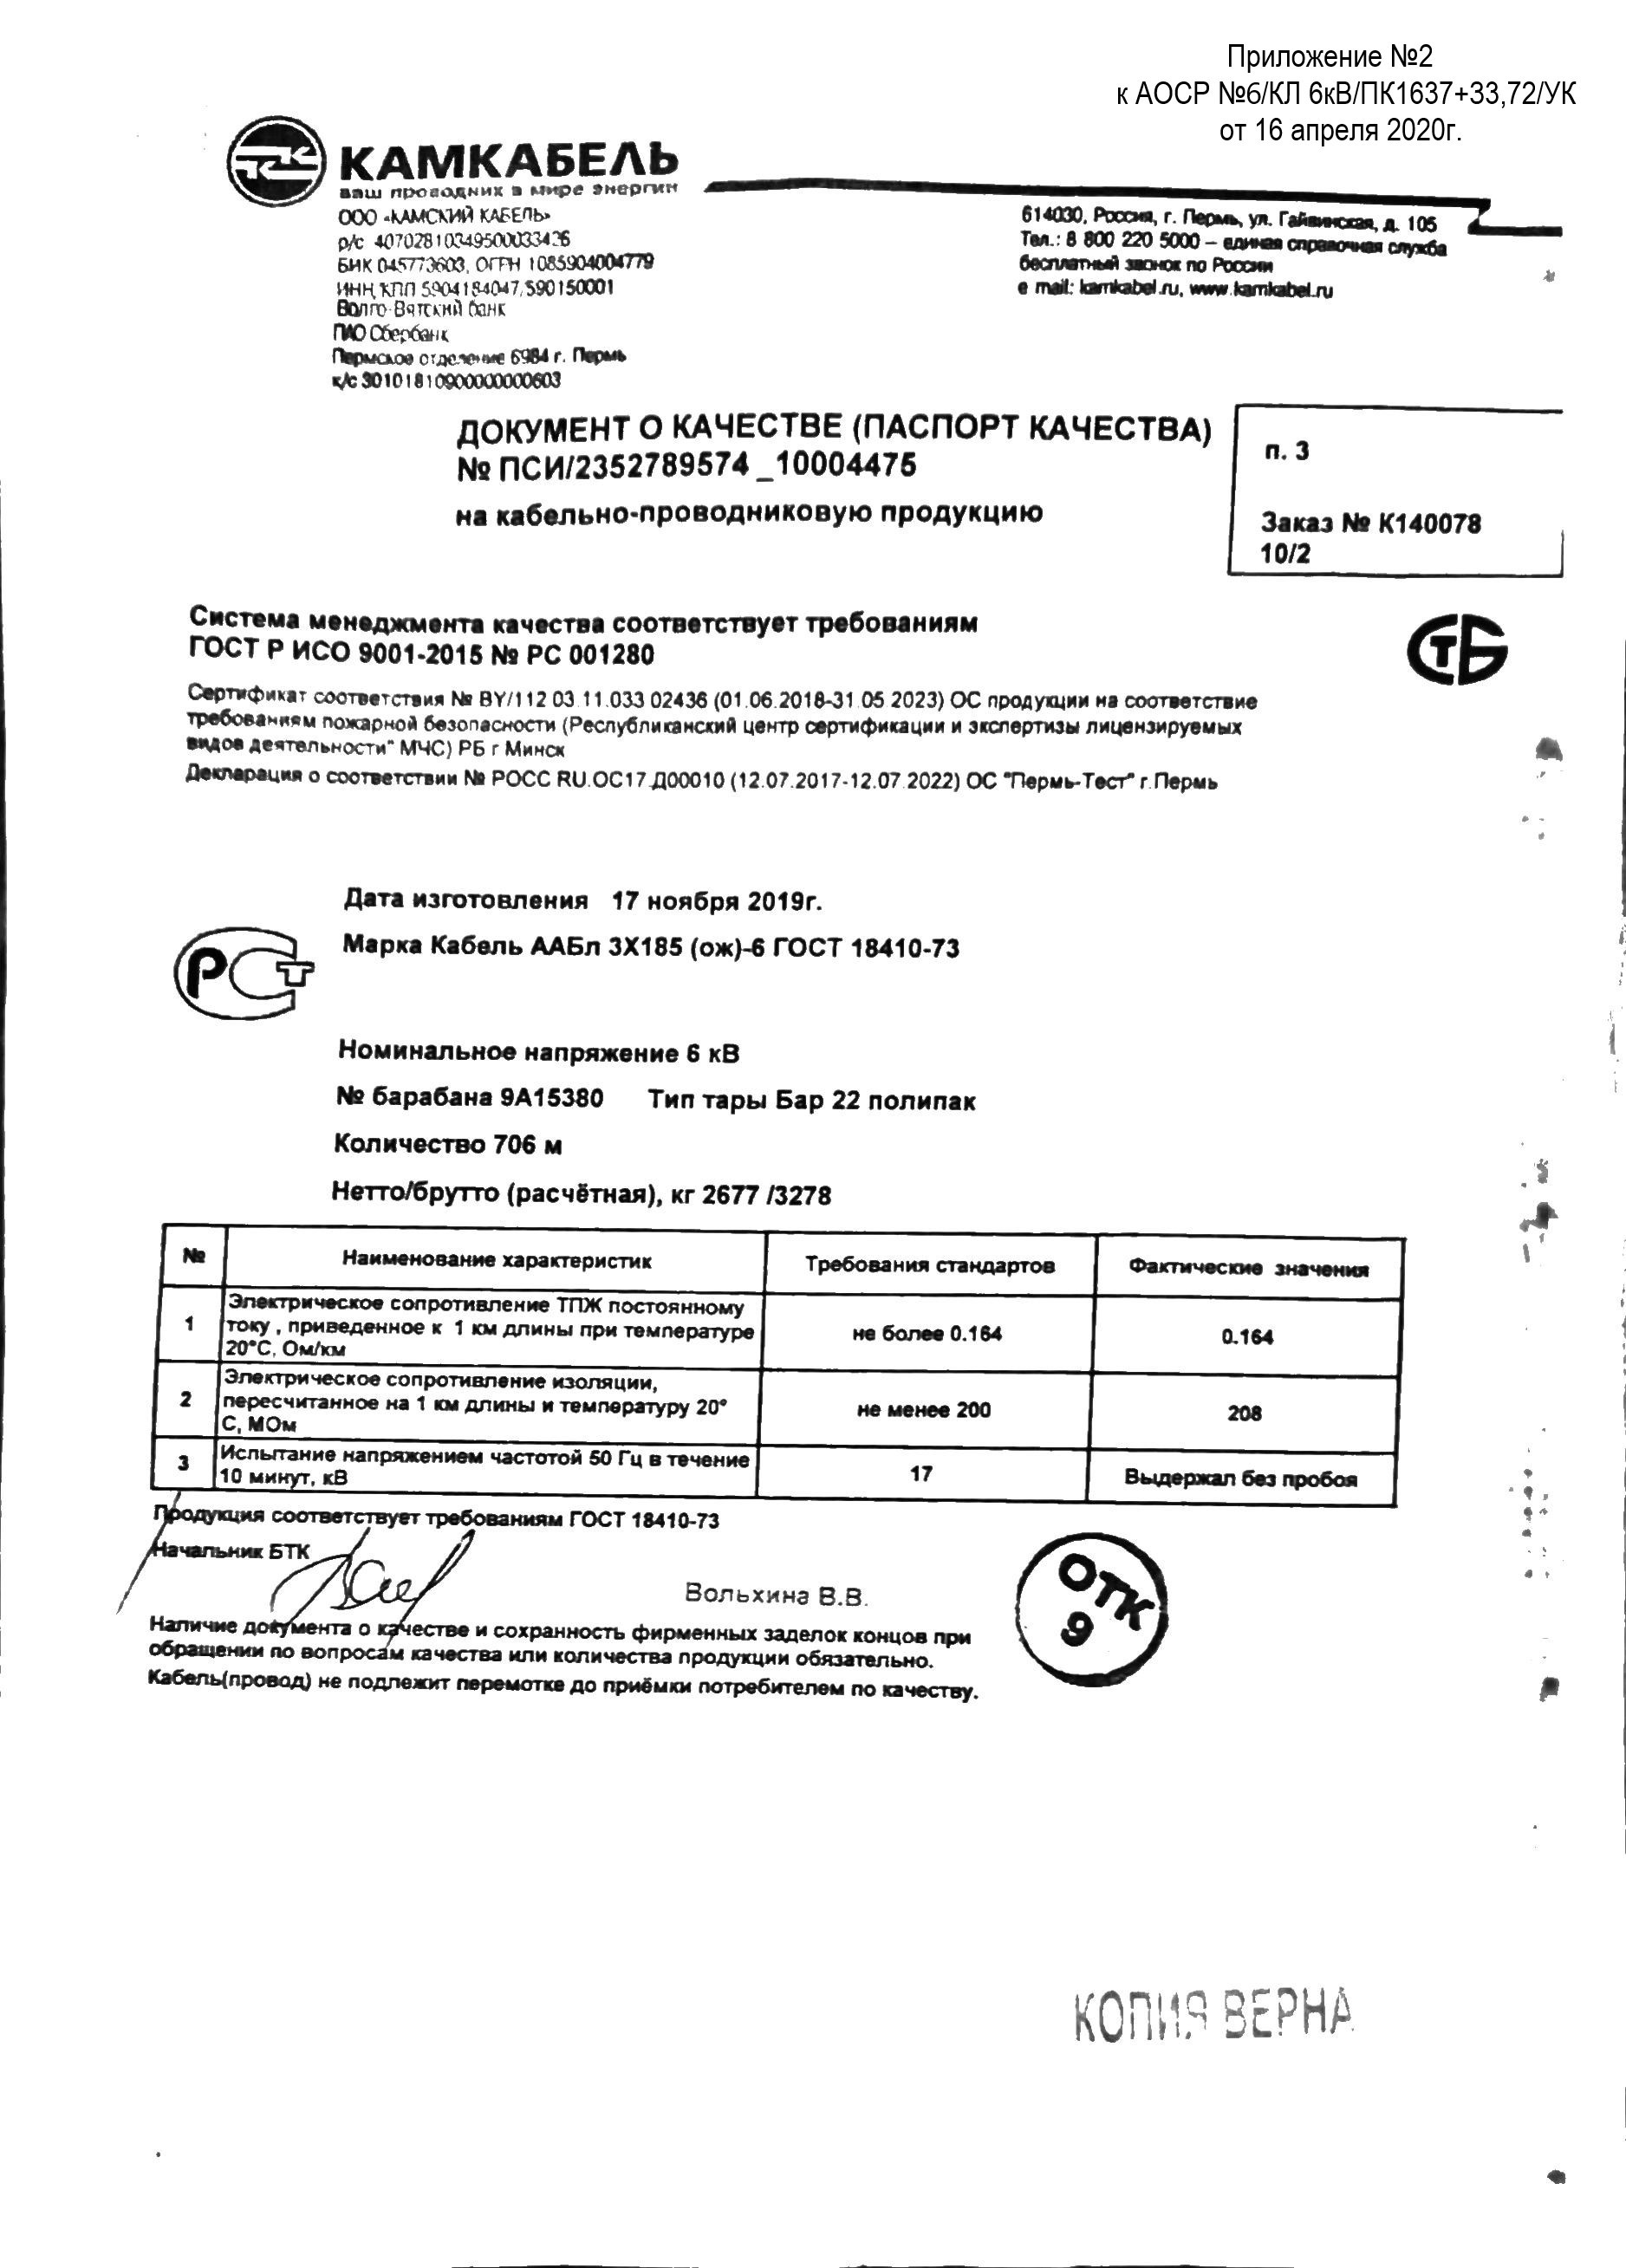 Приложение №2
к АОСР №6/КЛ 6кВ/ПК1637+33,72/УК
от 16 апреля 2020г.
КАМКАБЕЛЬ
ваш проводник в мире энергии
ООО «КАМСКИЙ КАБЕЛЬ»
р/с 40702810349500033436
БИК 045773603, ОГРН 1085904004779
ИНН, КПП 5904184047, 590150001
Волго-Вятский банк
ПАО Сбербанк
Пермское отделение 6984 г. Пермь
к/с 30101810900000000603
614030, Россия, г. Пермь, ул. Гайвинская, д. 105
Тел.: 8 800 220 5000 – единая справочная служба
бесплатный звонок по России
e mail: kamkabel.ru, www.kamkabel.ru
ДОКУМЕНТ О КАЧЕСТВЕ (ПАСПОРТ КАЧЕСТВА)
№ ПСИ/2352789574 _10004475
на кабельно-проводниковую продукцию
п. 3
Заказ № К140078
10/2
Система менеджмента качества соответствует требованиям
ГОСТ Р ИСО 9001-2015 № РС 001280
СТБ
Сертификат соответствия № BY/112 03.11.033 02436 (01.06.2018-31.05 2023) ОС продукции на соответствие
требованиям пожарной безопасности (Республиканский центр сертификации и экспертизы лицензируемых
видов деятельности" МЧС) РБ г Минск
Декларация о соответствии № РОСС RU.ОС17.Д00010 (12.07.2017-12.07.2022) ОС "Пермь-Тест" г.Пермь
Дата изготовления 17 ноября 2019г.
РСТ
Марка Кабель ААБл 3Х185 (ож)-6 ГОСТ 18410-73
Номинальное напряжение 6 кВ
№ барабана 9А15380 Тип тары Бар 22 полипак
Количество 706 м
Нетто/брутто (расчётная), кг 2677 /3278
№ Наименование характеристик Требования стандартов Фактические значения
1 Электрическое сопротивление ТПЖ постоянному
току , приведенное к 1 км длины при температуре
20°С, Ом/км не более 0.164 0.164
2 Электрическое сопротивление изоляции,
пересчитанное на 1 км длины и температуру 20°
С, МОм не менее 200 208
3 Испытание напряжением частотой 50 Гц в течение
10 минут, кВ 17 Выдержал без пробоя
Продукция соответствует требованиям ГОСТ 18410-73
Начальник БТК
Вольхина В.В.
ОТК
9
Наличие документа о качестве и сохранность фирменных заделок концов при
обращении по вопросам качества или количества продукции обязательно.
Кабель(провод) не подлежит перемотке до приёмки потребителем по качеству.
КОПИЯ ВЕРНА